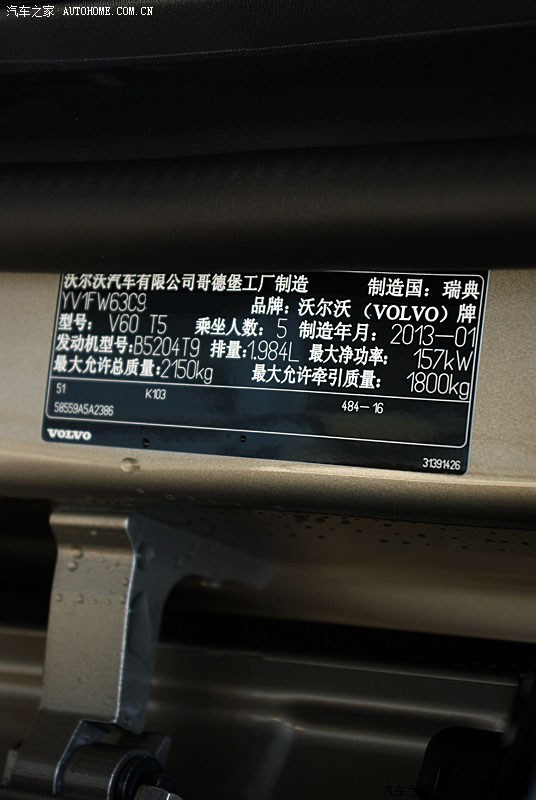 汽车之家 AUTOHOME.COM.CN
沃尔沃汽车有限公司哥德堡工厂制造 制造国：瑞典
YV1FW63C9 品牌：沃尔沃（VOLVO）牌
型号：V60 T5 乘坐人数：5 制造年月：2013-01
发动机型号：B5204T9 排量：1.984L 最大净功率：157kW
最大允许总质量：2150kg 最大允许牵引质量：1800kg
51 K103 484-16
58559A5A2386
VOLVO 31391426
汽车之家